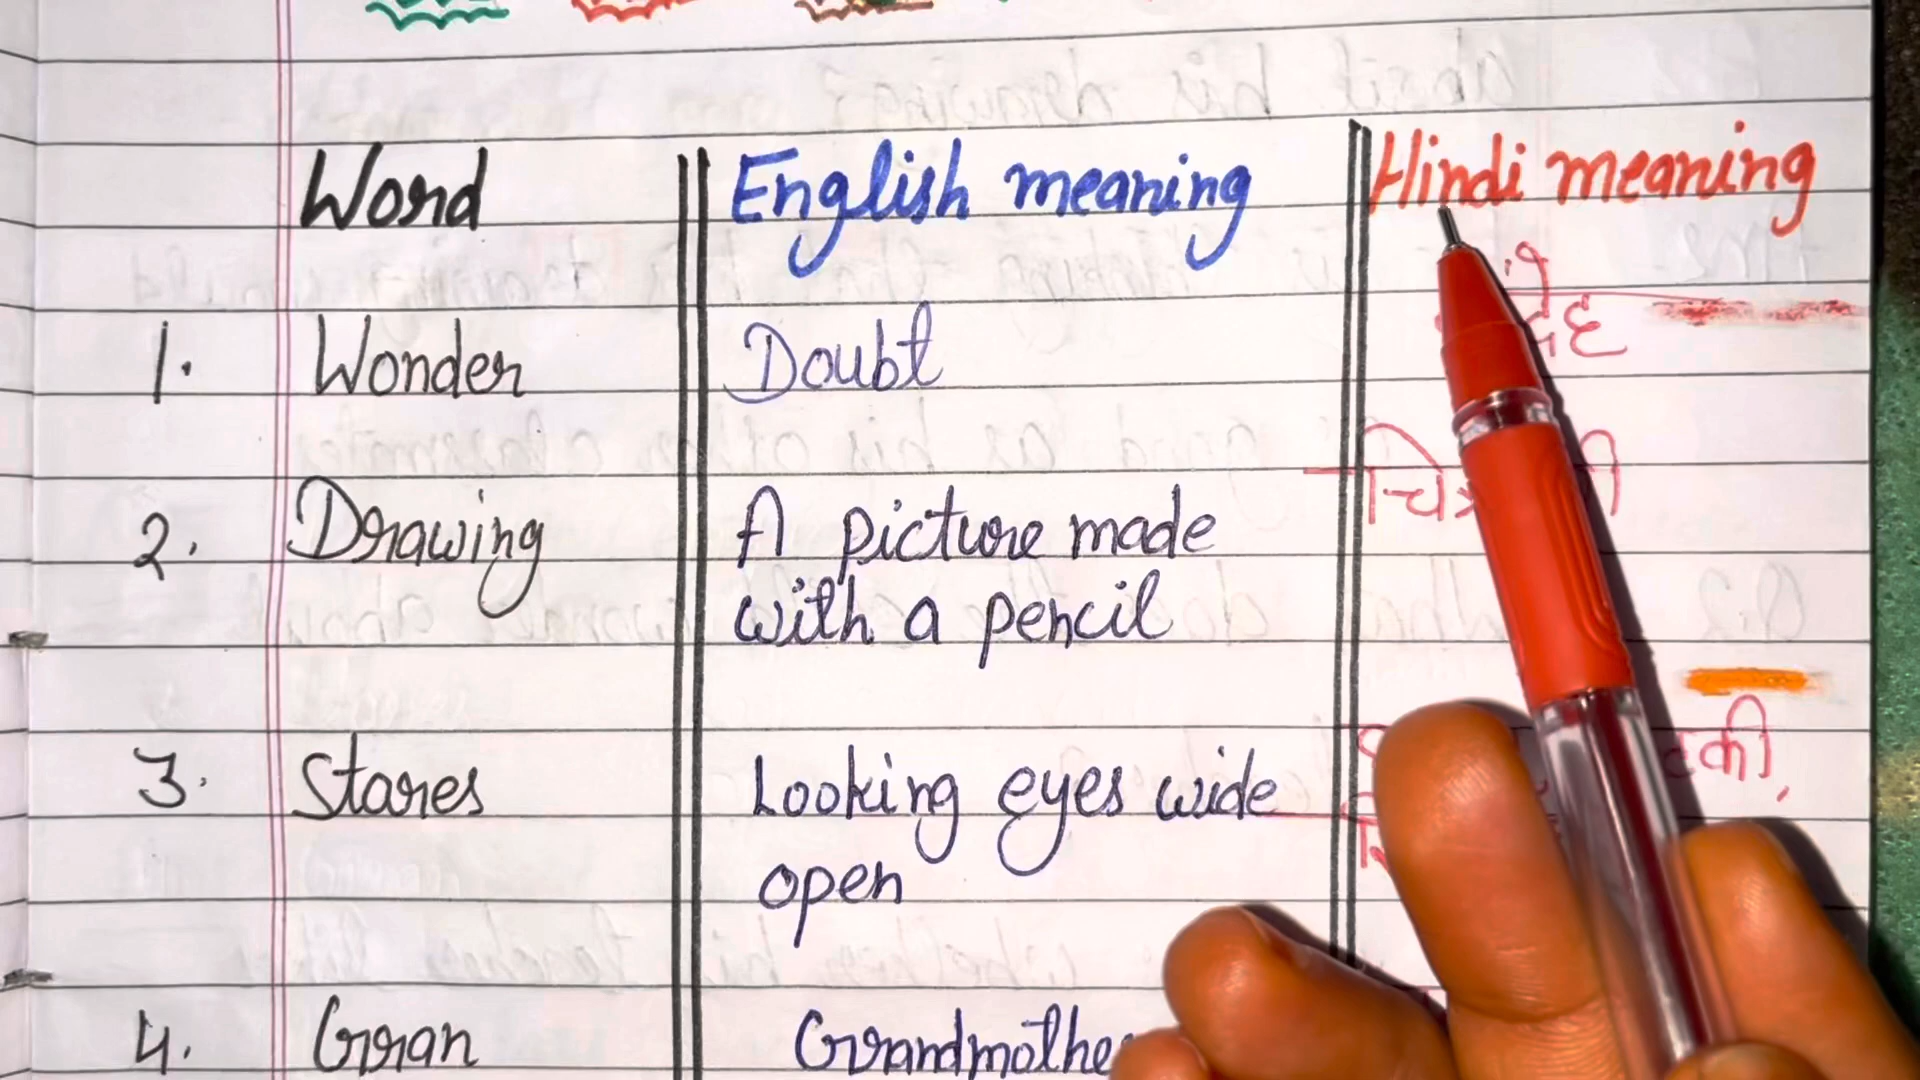 Word English meaning Hindi meaning
1. Wonder Doubt
2. Drawing A picture made
with a pencil
3. Stares Looking eyes wide
open
4. Gran